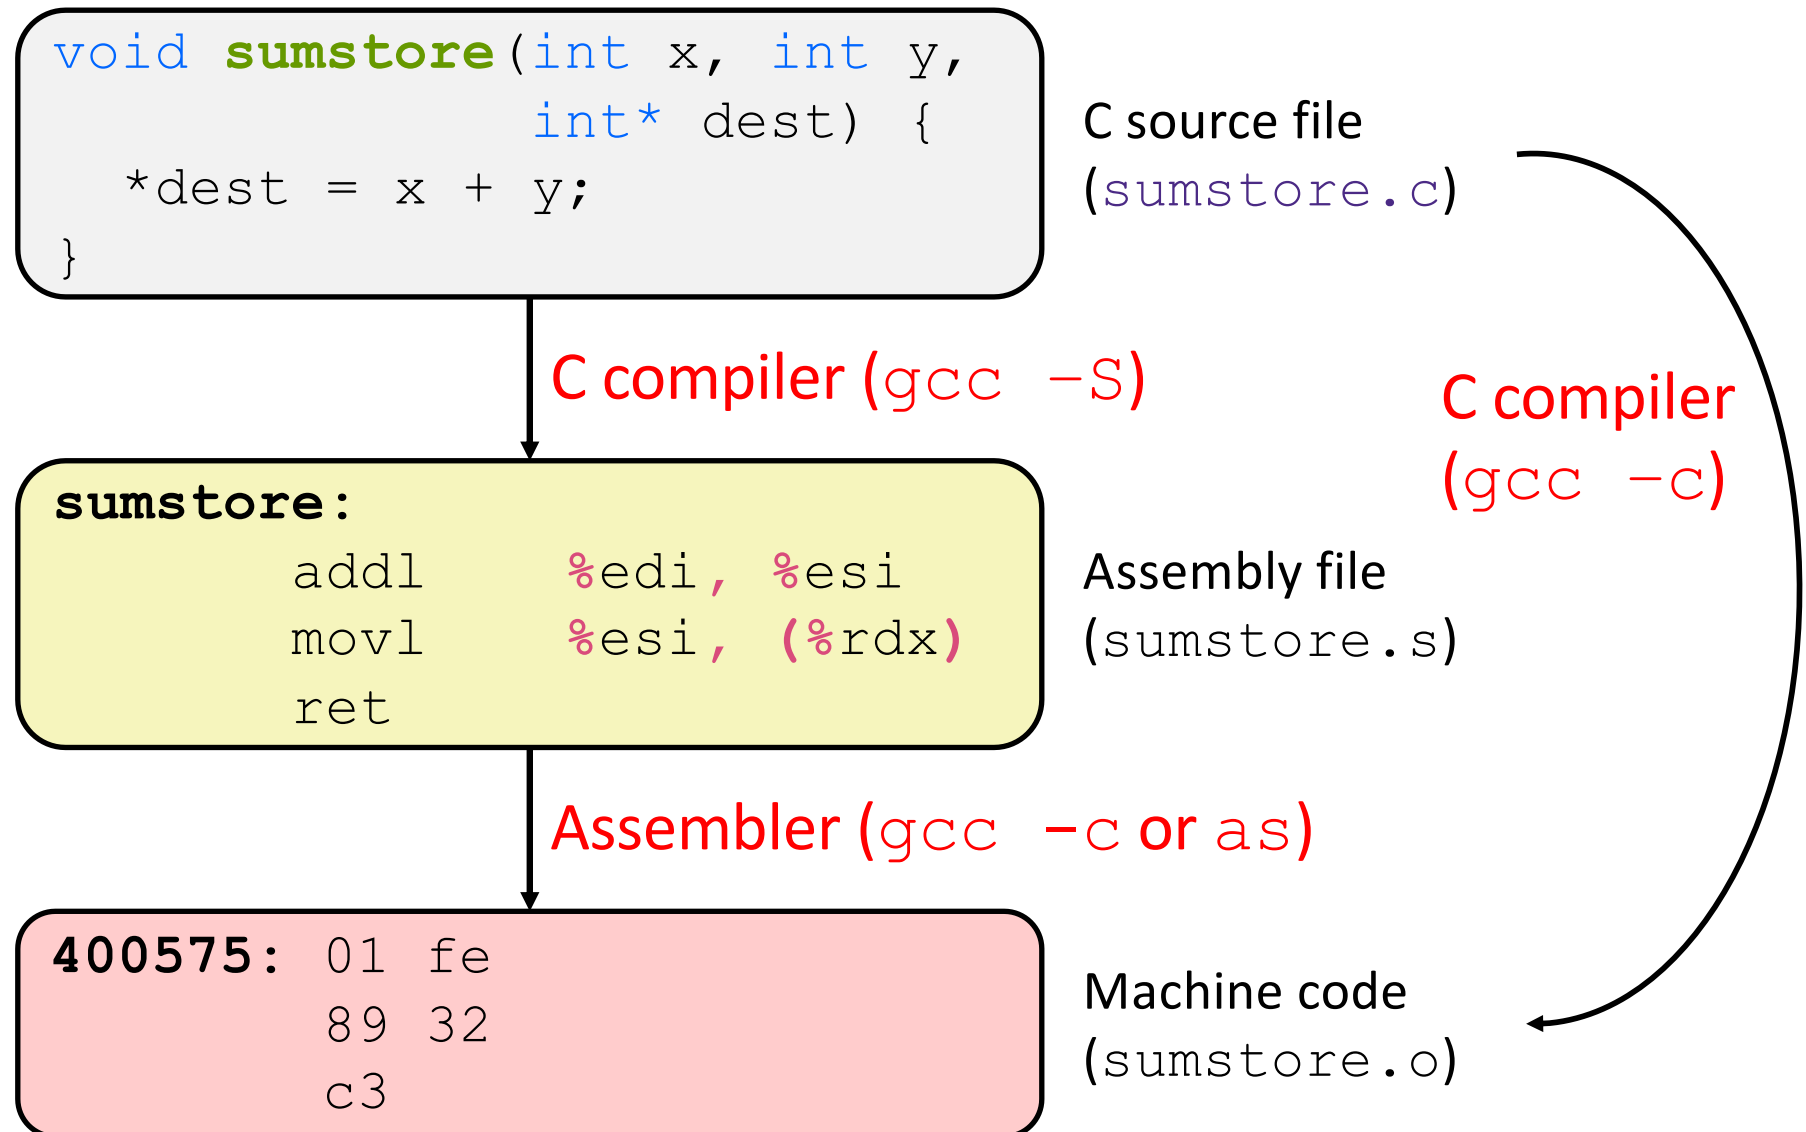 void sumstore(int x, int y,
int* dest) {
*dest = x + y;
}
C source file
(sumstore.c)
C compiler (gcc -S)
C compiler
(gcc -c)
sumstore:
addl %edi, %esi
movl %esi, (%rdx)
ret
Assembly file
(sumstore.s)
Assembler (gcc -c or as)
400575: 01 fe
89 32
c3
Machine code
(sumstore.o)